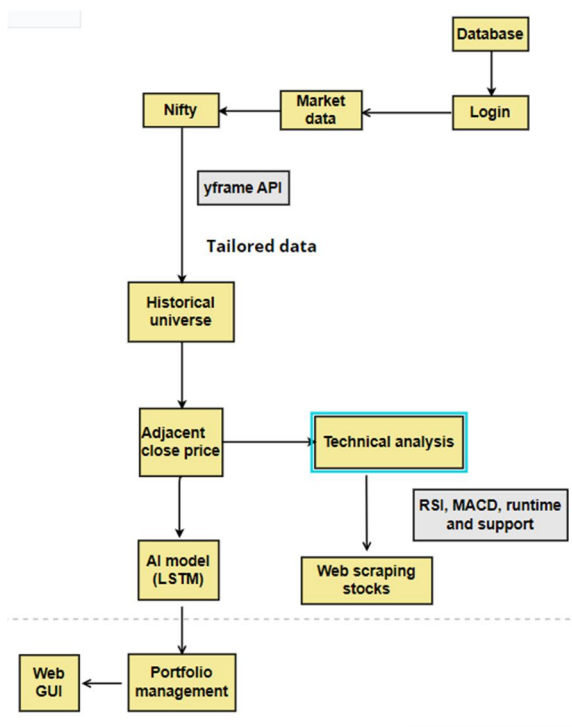 Database
Nifty
Market
data
Login
yframe API
Tailored data
Historical
universe
Adjacent
close price
Technical analysis
RSI, MACD, runtime
and support
AI model
(LSTM)
Web scraping
stocks
Web
GUI
Portfolio
management